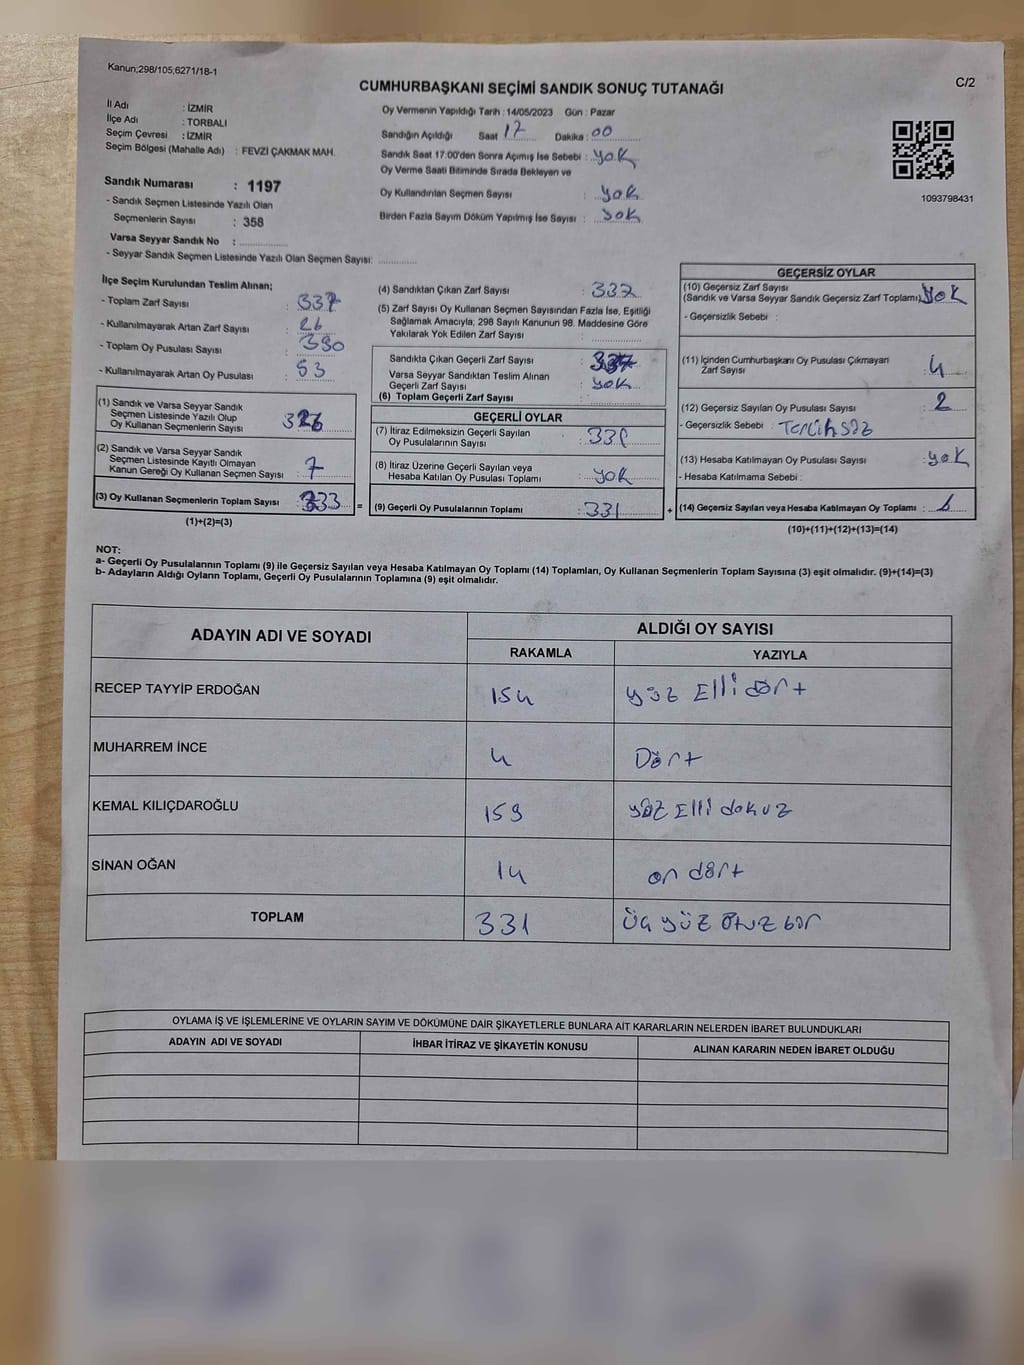 Kanun;298/105,6271/18-1
C/2
CUMHURBAŞKANI SEÇİMİ SANDIK SONUÇ TUTANAĞI
İl Adı : İZMİR
İlçe Adı : TORBALI
Seçim Çevresi : İZMİR
Seçim Bölgesi (Mahalle Adı) : FEVZİ ÇAKMAK MAH.
Oy Vermenin Yapıldığı Tarih : 14/05/2023 Gün : Pazar
Sandığın Açıldığı Saat 17 Dakika : 00
Sandık Saat 17:00'den Sonra Açımış İse Sebebi : yok
Oy Verme Saati Bitiminde Sırada Bekleyen ve
Oy Kullandırılan Seçmen Sayısı : yok
Birden Fazla Sayım Döküm Yapılmış İse Sayısı : yok
1093798431
Sandık Numarası : 1197
- Sandık Seçmen Listesinde Yazılı Olan
Seçmenlerin Sayısı : 358
Varsa Seyyar Sandık No :
- Seyyar Sandık Seçmen Listesinde Yazılı Olan Seçmen Sayısı:
İlçe Seçim Kurulundan Teslim Alınan;
- Toplam Zarf Sayısı :
- Kullanılmayarak Artan Zarf Sayısı : 26
- Toplam Oy Pusulası Sayısı : 390
- Kullanılmayarak Artan Oy Pusulası : 53
(1) Sandık ve Varsa Seyyar Sandık
Seçmen Listesinde Yazılı Olup
Oy Kullanan Seçmenlerin Sayısı : 326
(2) Sandık ve Varsa Seyyar Sandık
Seçmen Listesinde Kayıtlı Olmayan
Kanun Gereği Oy Kullanan Seçmen Sayısı : 7
(3) Oy Kullanan Seçmenlerin Toplam Sayısı : 333 =
(1)+(2)=(3)
(4) Sandıktan Çıkan Zarf Sayısı : 337
(5) Zarf Sayısı Oy Kullanan Seçmen Sayısından Fazla İse, Eşitliği
Sağlamak Amacıyla, 298 Sayılı Kanunun 98. Maddesine Göre
Yakılarak Yok Edilen Zarf Sayısı :
Sandıkta Çıkan Geçerli Zarf Sayısı : 337
Varsa Seyyar Sandıktan Teslim Alınan
Geçerli Zarf Sayısı : yok
(6) Toplam Geçerli Zarf Sayısı :
GEÇERLİ OYLAR
(7) İtiraz Edilmeksizin Geçerli Sayılan
Oy Pusulalarının Sayısı : 331
(8) İtiraz Üzerine Geçerli Sayılan veya
Hesaba Katılan Oy Pusulası Toplamı : yok
(9) Geçerli Oy Pusulalarının Toplamı : 331 +
GEÇERSİZ OYLAR
(10) Geçersiz Zarf Sayısı
(Sandık ve Varsa Seyyar Sandık Geçersiz Zarf Toplamı) yok
- Geçersizlik Sebebi :
(11) İçinden Cumhurbaşkanı Oy Pusulası Çıkmayan
Zarf Sayısı : 4
(12) Geçersiz Sayılan Oy Pusulası Sayısı : 2
- Geçersizlik Sebebi : Tercihsiz
(13) Hesaba Katılmayan Oy Pusulası Sayısı : yok
- Hesaba Katılmama Sebebi :
(14) Geçersiz Sayılan veya Hesaba Katılmayan Oy Toplamı : 6
(10)+(11)+(12)+(13)=(14)
NOT:
a- Geçerli Oy Pusulalarının Toplamı (9) ile Geçersiz Sayılan veya Hesaba Katılmayan Oy Toplamı (14) Toplamları, Oy Kullanan Seçmenlerin Toplam Sayısına (3) eşit olmalıdır. (9)+(14)=(3)
b- Adayların Aldığı Oyların Toplamı, Geçerli Oy Pusulalarının Toplamına (9) eşit olmalıdır.
ADAYIN ADI VE SOYADI
ALDIĞI OY SAYISI
RAKAMLA YAZIYLA
RECEP TAYYİP ERDOĞAN 154 yüz Elli dört
MUHARREM İNCE 4 Dört
KEMAL KILIÇDAROĞLU 159 yüz Elli dokuz
SİNAN OĞAN 14 on dört
TOPLAM 331 üç yüz otuz bir
OYLAMA İŞ VE İŞLEMLERİNE VE OYLARIN SAYIM VE DÖKÜMÜNE DAİR ŞİKAYETLERLE BUNLARA AİT KARARLARIN NELERDEN İBARET BULUNDUKLARI
ADAYIN ADI VE SOYADI
İHBAR İTİRAZ VE ŞİKAYETİN KONUSU
ALINAN KARARIN NEDEN İBARET OLDUĞU